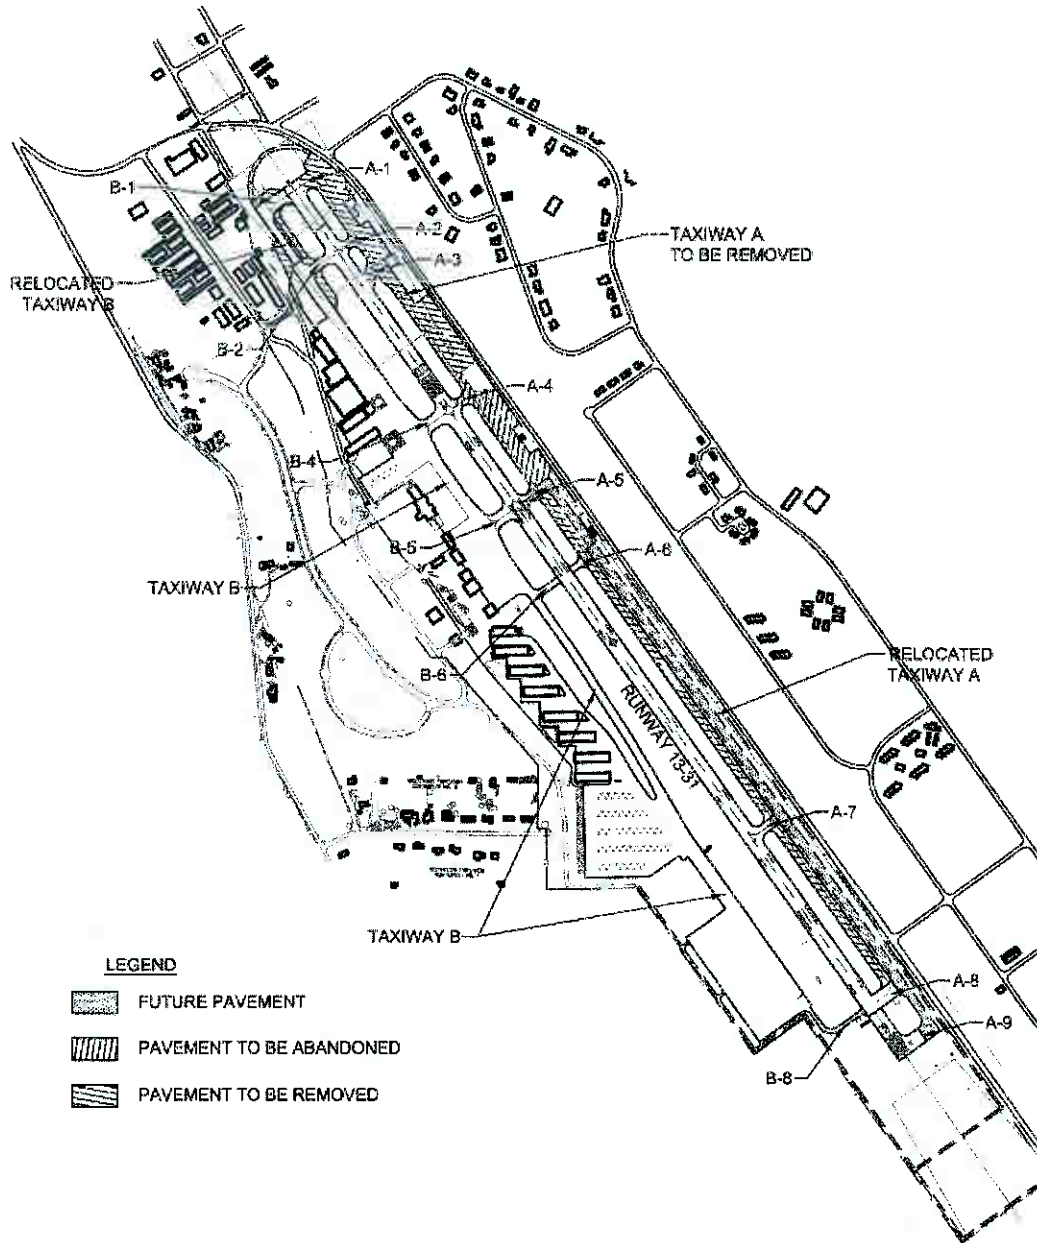 A-1
B-1
A-2
TAXIWAY A
TO BE REMOVED
A-3
RELOCATED
TAXIWAY B
B-2
A-4
B-4
A-5
B-5
A-6
TAXIWAY B
RELOCATED
TAXIWAY A
B-6
RUNWAY 13-31
A-7
TAXIWAY B
LEGEND
FUTURE PAVEMENT
A-8
A-9
PAVEMENT TO BE ABANDONED
B-8
PAVEMENT TO BE REMOVED